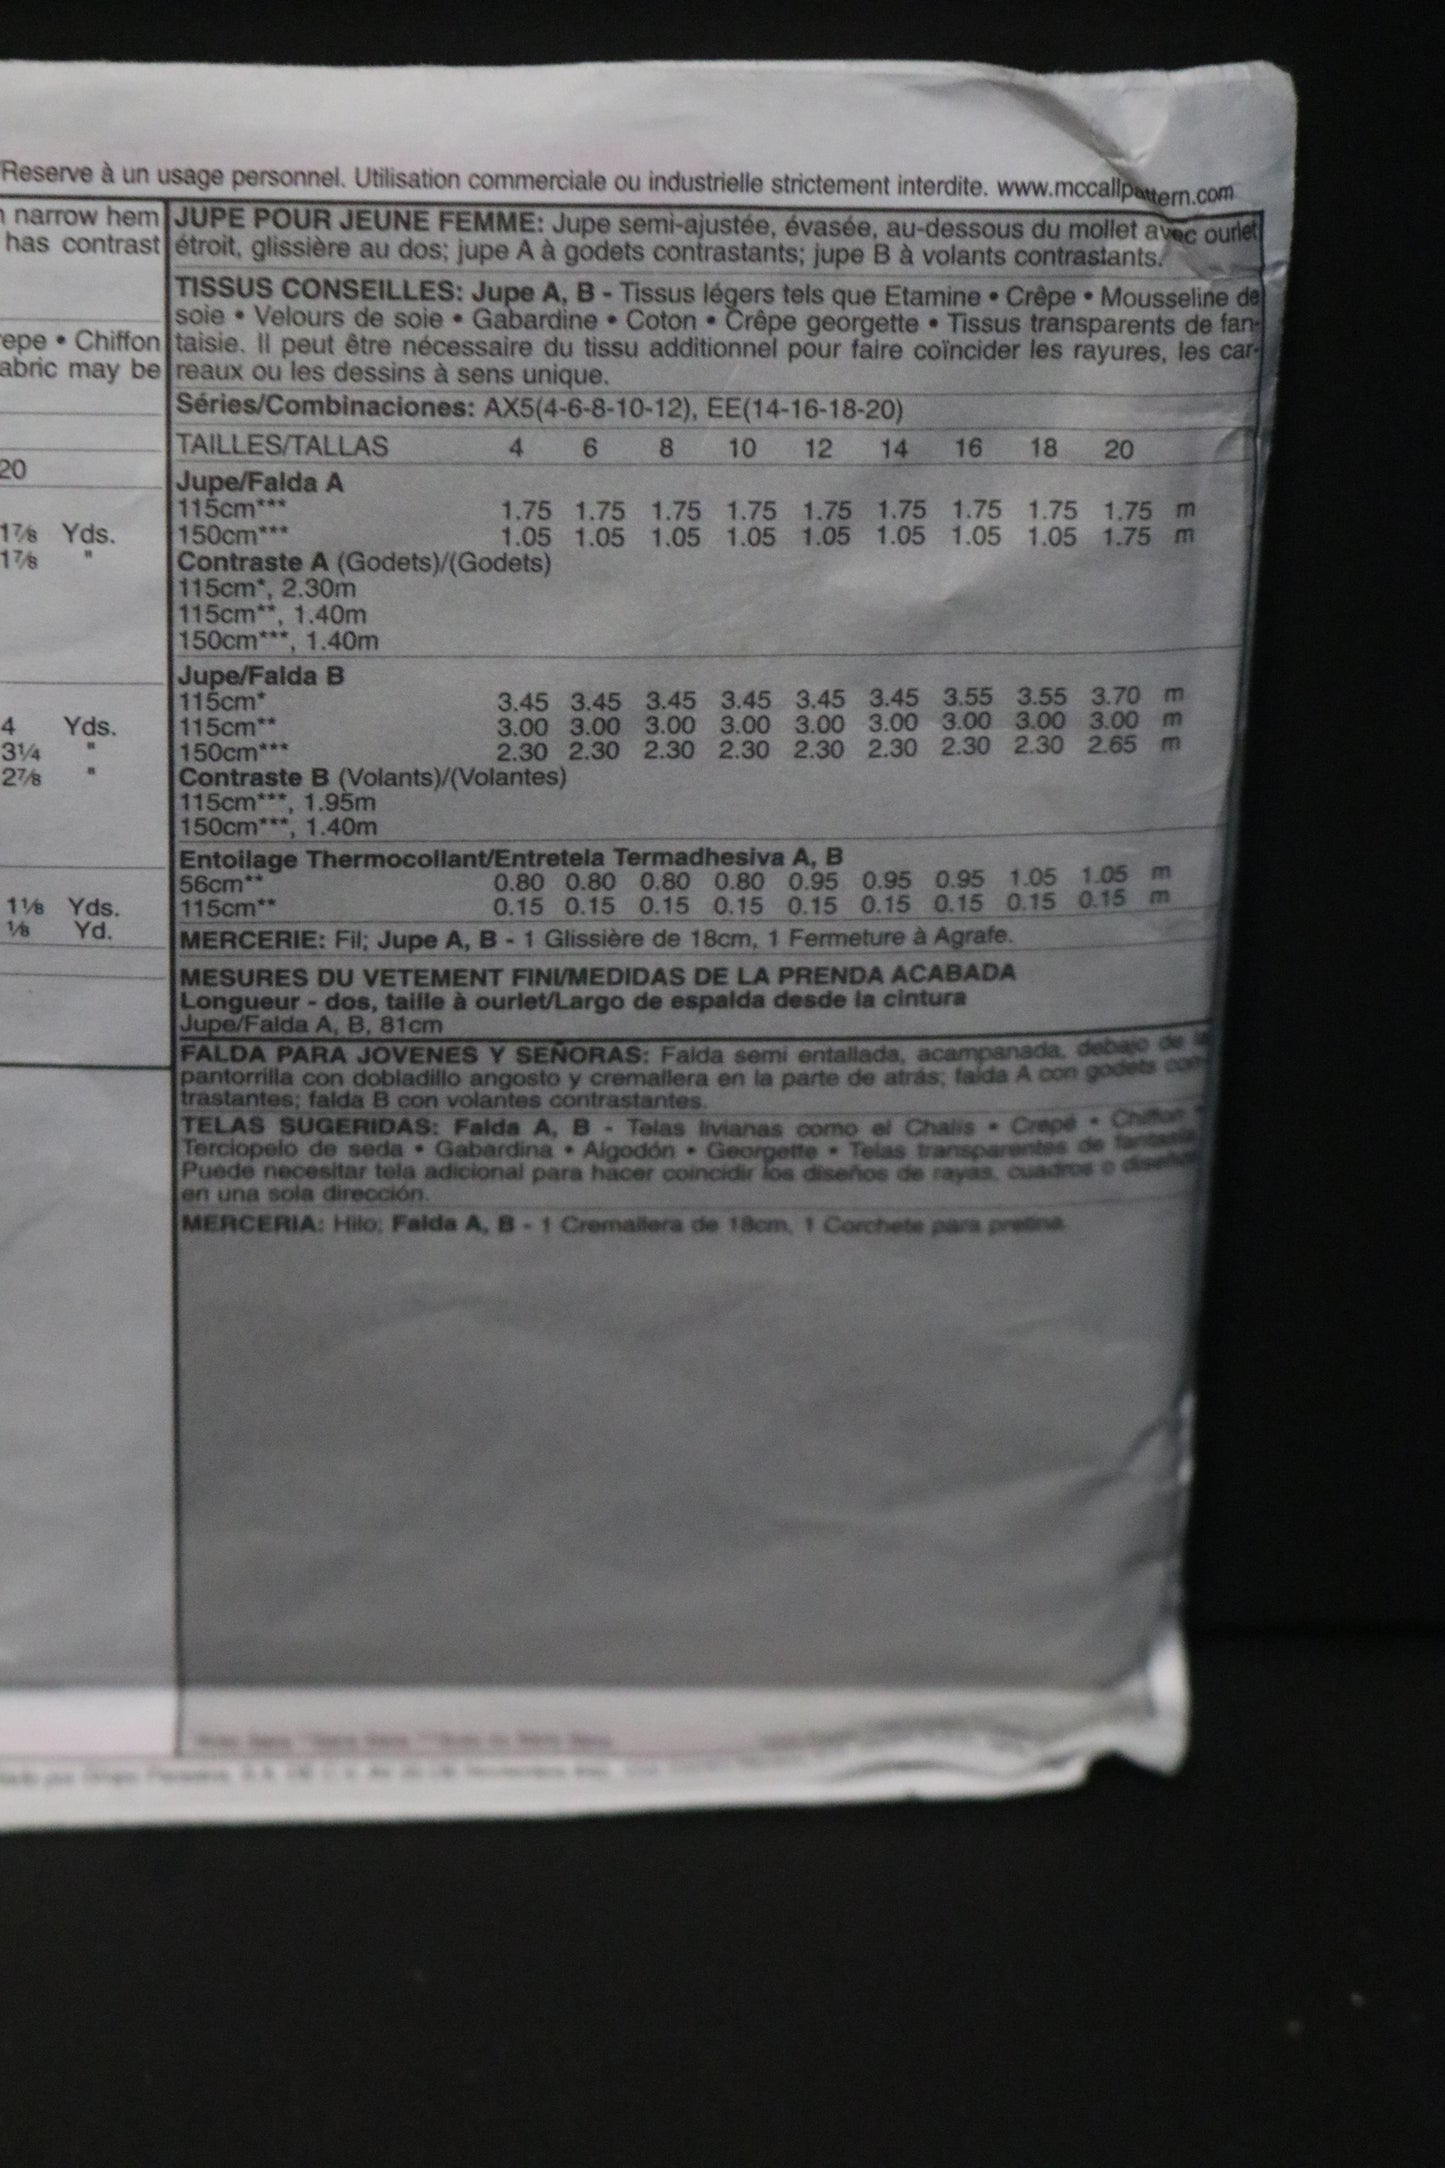 Reserve à un usage personnel. Utilisation commerciale ou industrielle strictement interdite. www.mccallpattern.com
narrow hem
has contrast
epe • Chiffon
abric may be
20
1⅞ Yds.
1⅞ "
4 Yds.
3¼ "
2⅞ "
1⅛ Yds.
⅛ Yd.
JUPE POUR JEUNE FEMME: Jupe semi-ajustée, évasée, au-dessous du mollet avec ourlet
étroit, glissière au dos; jupe A à godets contrastants; jupe B à volants contrastants.
TISSUS CONSEILLES: Jupe A, B - Tissus légers tels que Etamine • Crêpe • Mousseline de
soie • Velours de soie • Gabardine • Coton • Crêpe georgette • Tissus transparents de fan-
taisie. Il peut être nécessaire du tissu additionnel pour faire coïncider les rayures, les car-
reaux ou les dessins à sens unique.
Séries/Combinaciones: AX5(4-6-8-10-12), EE(14-16-18-20)
TAILLES/TALLAS 4 6 8 10 12 14 16 18 20
Jupe/Falda A
115cm*** 1.75 1.75 1.75 1.75 1.75 1.75 1.75 1.75 1.75 m
150cm*** 1.05 1.05 1.05 1.05 1.05 1.05 1.05 1.05 1.75 m
Contraste A (Godets)/(Godets)
115cm*, 2.30m
115cm**, 1.40m
150cm***, 1.40m
Jupe/Falda B
115cm* 3.45 3.45 3.45 3.45 3.45 3.45 3.55 3.55 3.70 m
115cm** 3.00 3.00 3.00 3.00 3.00 3.00 3.00 3.00 3.00 m
150cm*** 2.30 2.30 2.30 2.30 2.30 2.30 2.30 2.30 2.65 m
Contraste B (Volants)/(Volantes)
115cm***, 1.95m
150cm***, 1.40m
Entoilage Thermocollant/Entretela Termadhesiva A, B
56cm** 0.80 0.80 0.80 0.80 0.95 0.95 0.95 1.05 1.05 m
115cm** 0.15 0.15 0.15 0.15 0.15 0.15 0.15 0.15 0.15 m
MERCERIE: Fil; Jupe A, B - 1 Glissière de 18cm, 1 Fermeture à Agrafe.
MESURES DU VETEMENT FINI/MEDIDAS DE LA PRENDA ACABADA
Longueur - dos, taille à ourlet/Largo de espalda desde la cintura
Jupe/Falda A, B, 81cm
FALDA PARA JOVENES Y SEÑORAS: Falda semi entallada, acampanada, debajo de la
pantorrilla con dobladillo angosto y cremallera en la parte de atrás; falda A con godets con-
trastantes; falda B con volantes contrastantes.
TELAS SUGERIDAS: Falda A, B - Telas livianas como el Chalis • Crepé • Chiffon •
Terciopelo de seda • Gabardina • Algodón • Georgette • Telas transparentes de fantasía.
Puede necesitar tela adicional para hacer coincidir los diseños de rayas, cuadros o diseños
en una sola dirección.
MERCERIA: Hilo; Falda A, B - 1 Cremallera de 18cm, 1 Corchete para pretina.